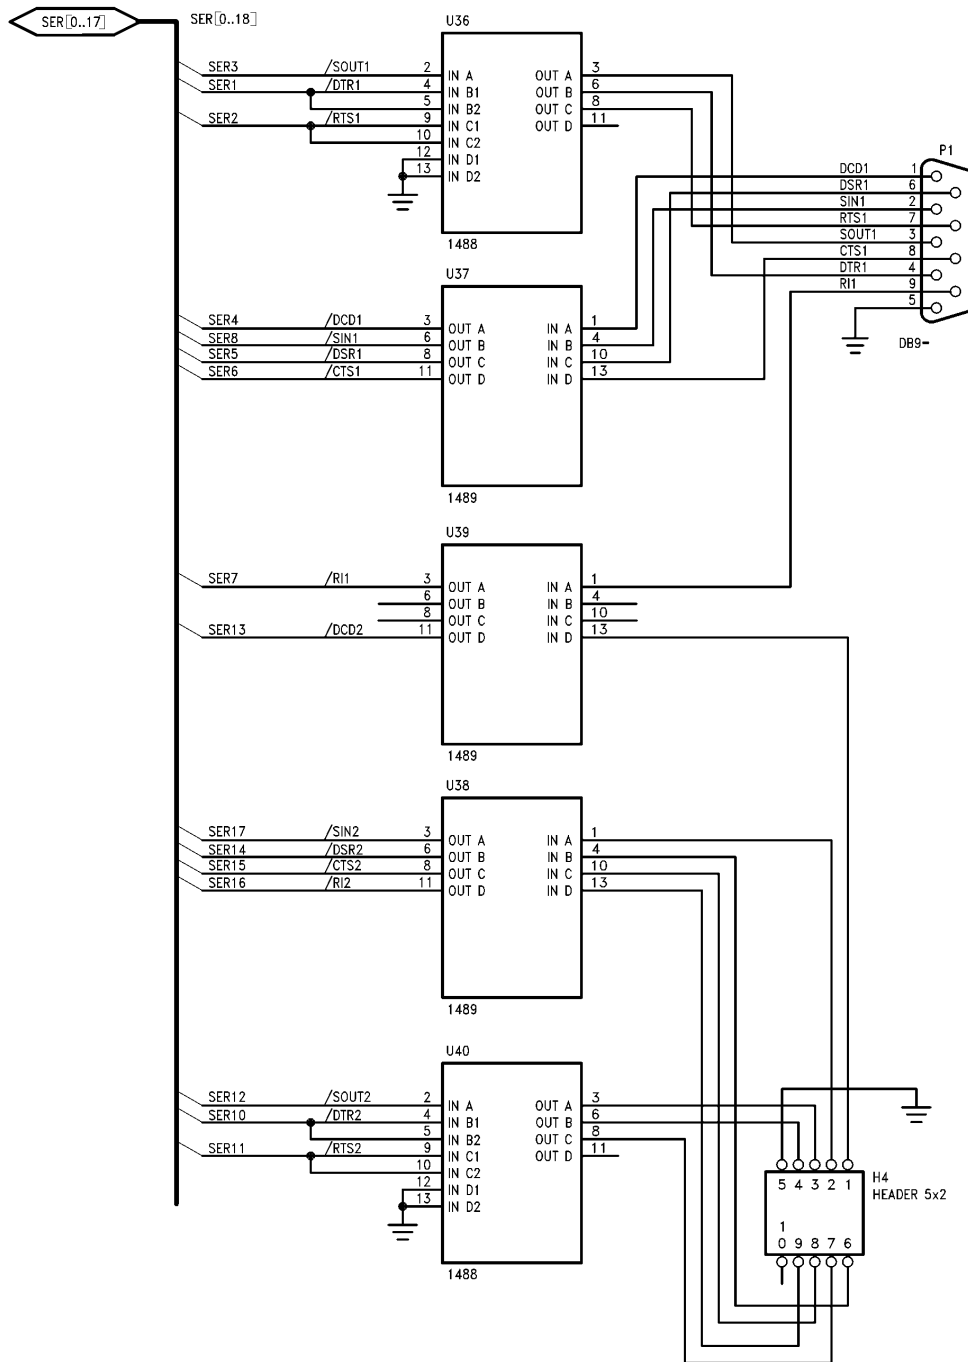 SER[0..17] SER[0..18]
U36
SER3 /SOUT1 2 IN A OUT A 3
SER1 /DTR1 4 IN B1 OUT B 6
5 IN B2 OUT C 8
SER2 /RTS1 9 IN C1 OUT D 11
10 IN C2
12 IN D1
13 IN D2
1488
P1
DCD1 1
DSR1 6
SIN1 2
RTS1 7
SOUT1 3
CTS1 8
DTR1 4
RI1 9
5
DB9-
U37
SER4 /DCD1 3 OUT A IN A 1
SER8 /SIN1 6 OUT B IN B 4
SER5 /DSR1 8 OUT C IN C 10
SER6 /CTS1 11 OUT D IN D 13
1489
U39
SER7 /RI1 3 OUT A IN A 1
6 OUT B IN B 4
8 OUT C IN C 10
SER13 /DCD2 11 OUT D IN D 13
1489
U38
SER17 /SIN2 3 OUT A IN A 1
SER14 /DSR2 6 OUT B IN B 4
SER15 /CTS2 8 OUT C IN C 10
SER16 /RI2 11 OUT D IN D 13
1489
U40
SER12 /SOUT2 2 IN A OUT A 3
SER10 /DTR2 4 IN B1 OUT B 6
5 IN B2 OUT C 8
SER11 /RTS2 9 IN C1 OUT D 11
10 IN C2
12 IN D1
13 IN D2
1488
5 4 3 2 1
H4
HEADER 5x2
1
0 9 8 7 6